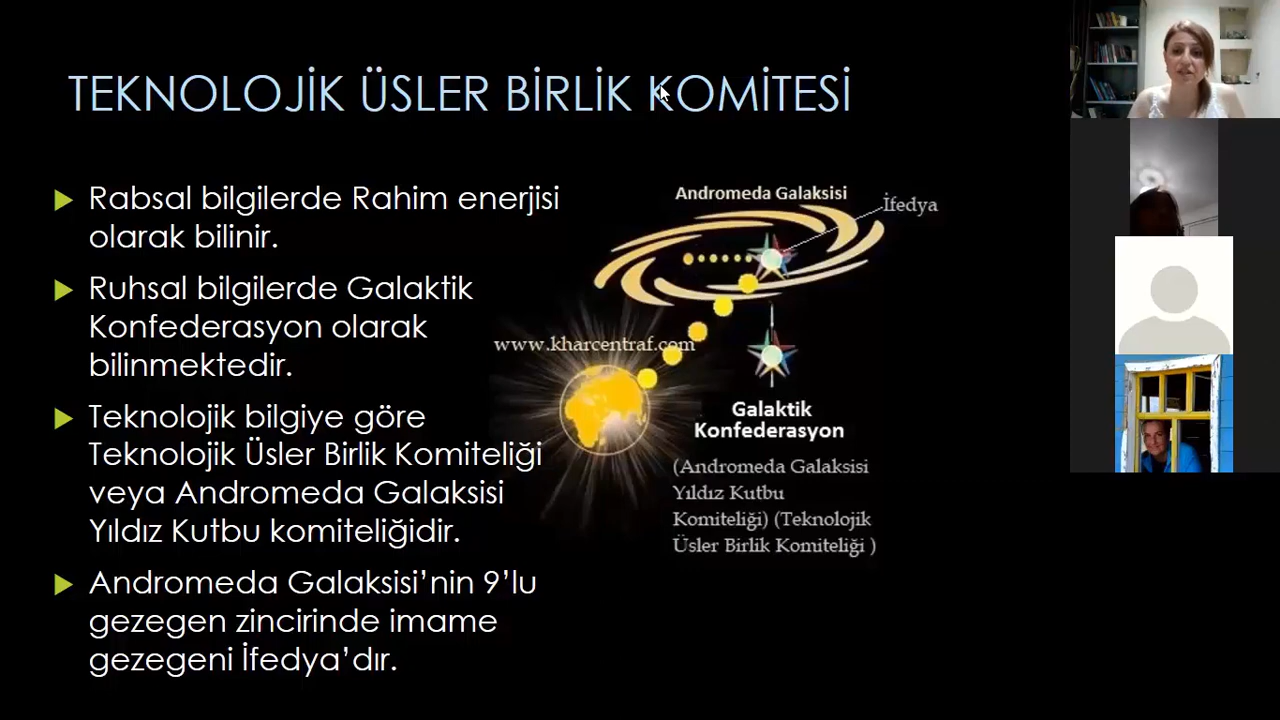 TEKNOLOJİK ÜSLER BİRLİK KOMİTESİ
Rabsal bilgilerde Rahim enerjisi
olarak bilinir.
Ruhsal bilgilerde Galaktik
Konfederasyon olarak
bilinmektedir.
Teknolojik bilgiye göre
Teknolojik Üsler Birlik Komiteliği
veya Andromeda Galaksisi
Yıldız Kutbu komiteliğidir.
Andromeda Galaksisi’nin 9’lu
gezegen zincirinde imame
gezegeni İfedya’dır.
Andromeda Galaksisi
İfedya
www.kharcentraf.com
Galaktik
Konfederasyon
(Andromeda Galaksisi
Yıldız Kutbu
Komiteliği) (Teknolojik
Üsler Birlik Komiteliği )